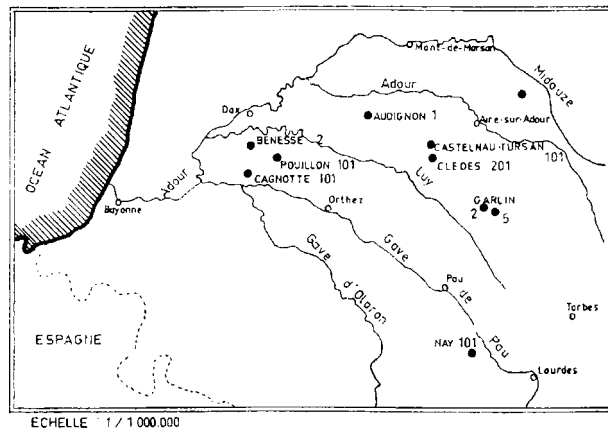 OCEAN ATLANTIQUE
Mont-de-Marsan
Midouze
Adour
Dax
AUDIGNON 1
Aire-sur-Adour
BENESSE 2
CASTELNAU-TURSAN 101
POUILLON 101
CLEDES 201
CAGNOTTE 101
Luy
Adour
GARLIN
2 5
Bayonne
Orthez
Gave de Pau
Gave d'Oloron
Pau
Tarbes
ESPAGNE
NAY 101
Lourdes
ECHELLE 1/1 000.000